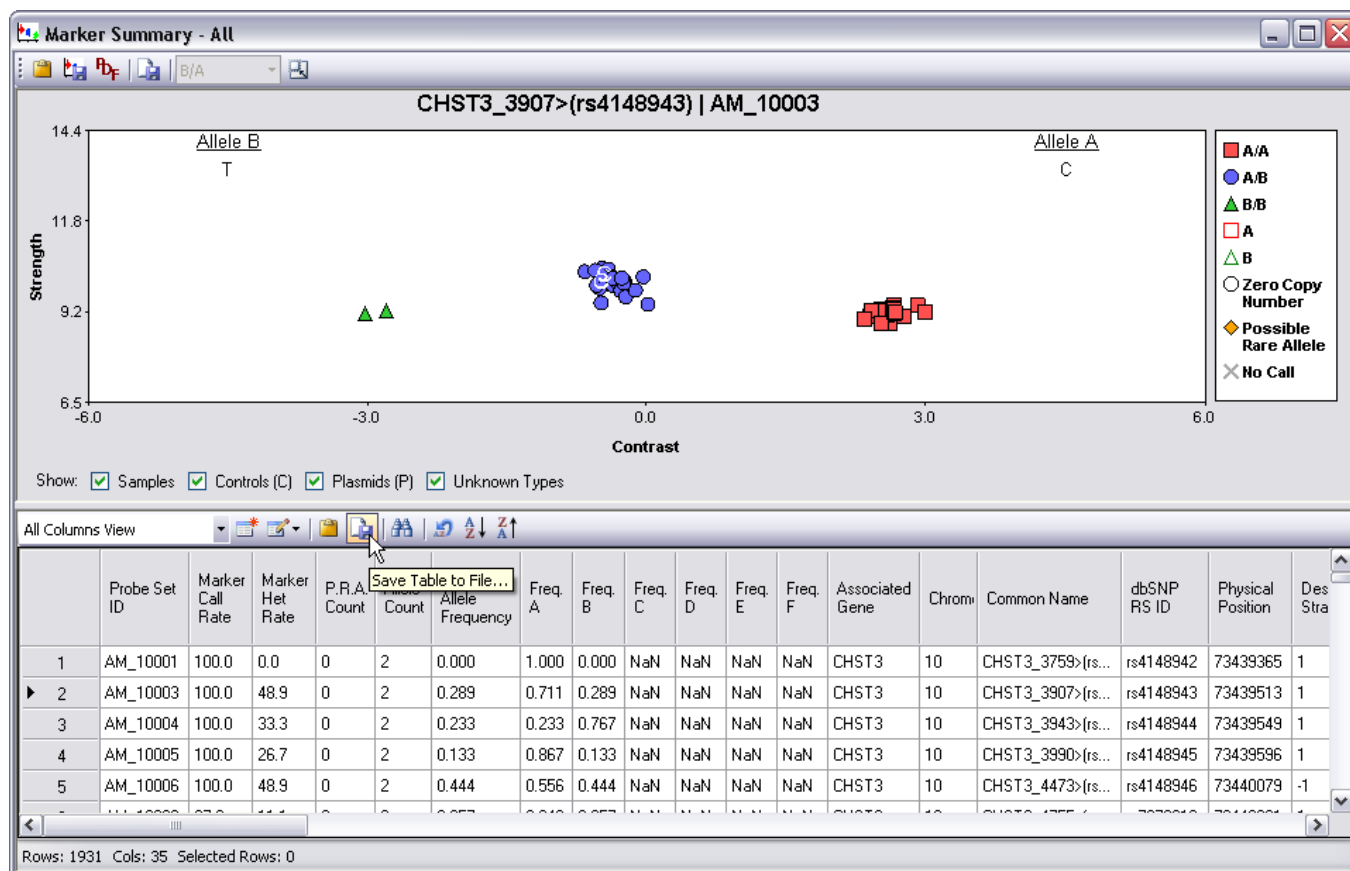 Marker Summary - All
PDF B/A
CHST3_3907>(rs4148943) | AM_10003
14.4
11.8
9.2
6.5
Strength
Allele B
T
Allele A
C
S
-6.0 -3.0 0.0 3.0 6.0
Contrast
A/A
A/B
B/B
A
B
Zero Copy
Number
Possible
Rare Allele
No Call
Show: Samples Controls (C) Plasmids (P) Unknown Types
All Columns View
Save Table to File...
Probe Set ID Marker Call Rate Marker Het Rate P.R.A. Count Count Allele Frequency Freq. A Freq. B Freq. C Freq. D Freq. E Freq. F Associated Gene Chrom Common Name dbSNP RS ID Physical Position Des Stra
1 AM_10001 100.0 0.0 0 2 0.000 1.000 0.000 NaN NaN NaN NaN CHST3 10 CHST3_3759>(rs... rs4148942 73439365 1
2 AM_10003 100.0 48.9 0 2 0.289 0.711 0.289 NaN NaN NaN NaN CHST3 10 CHST3_3907>(rs... rs4148943 73439513 1
3 AM_10004 100.0 33.3 0 2 0.233 0.233 0.767 NaN NaN NaN NaN CHST3 10 CHST3_3943>(rs... rs4148944 73439549 1
4 AM_10005 100.0 26.7 0 2 0.133 0.867 0.133 NaN NaN NaN NaN CHST3 10 CHST3_3990>(rs... rs4148945 73439596 1
5 AM_10006 100.0 48.9 0 2 0.444 0.556 0.444 NaN NaN NaN NaN CHST3 10 CHST3_4473>(rs... rs4148946 73440079 -1
Rows: 1931 Cols: 35 Selected Rows: 0